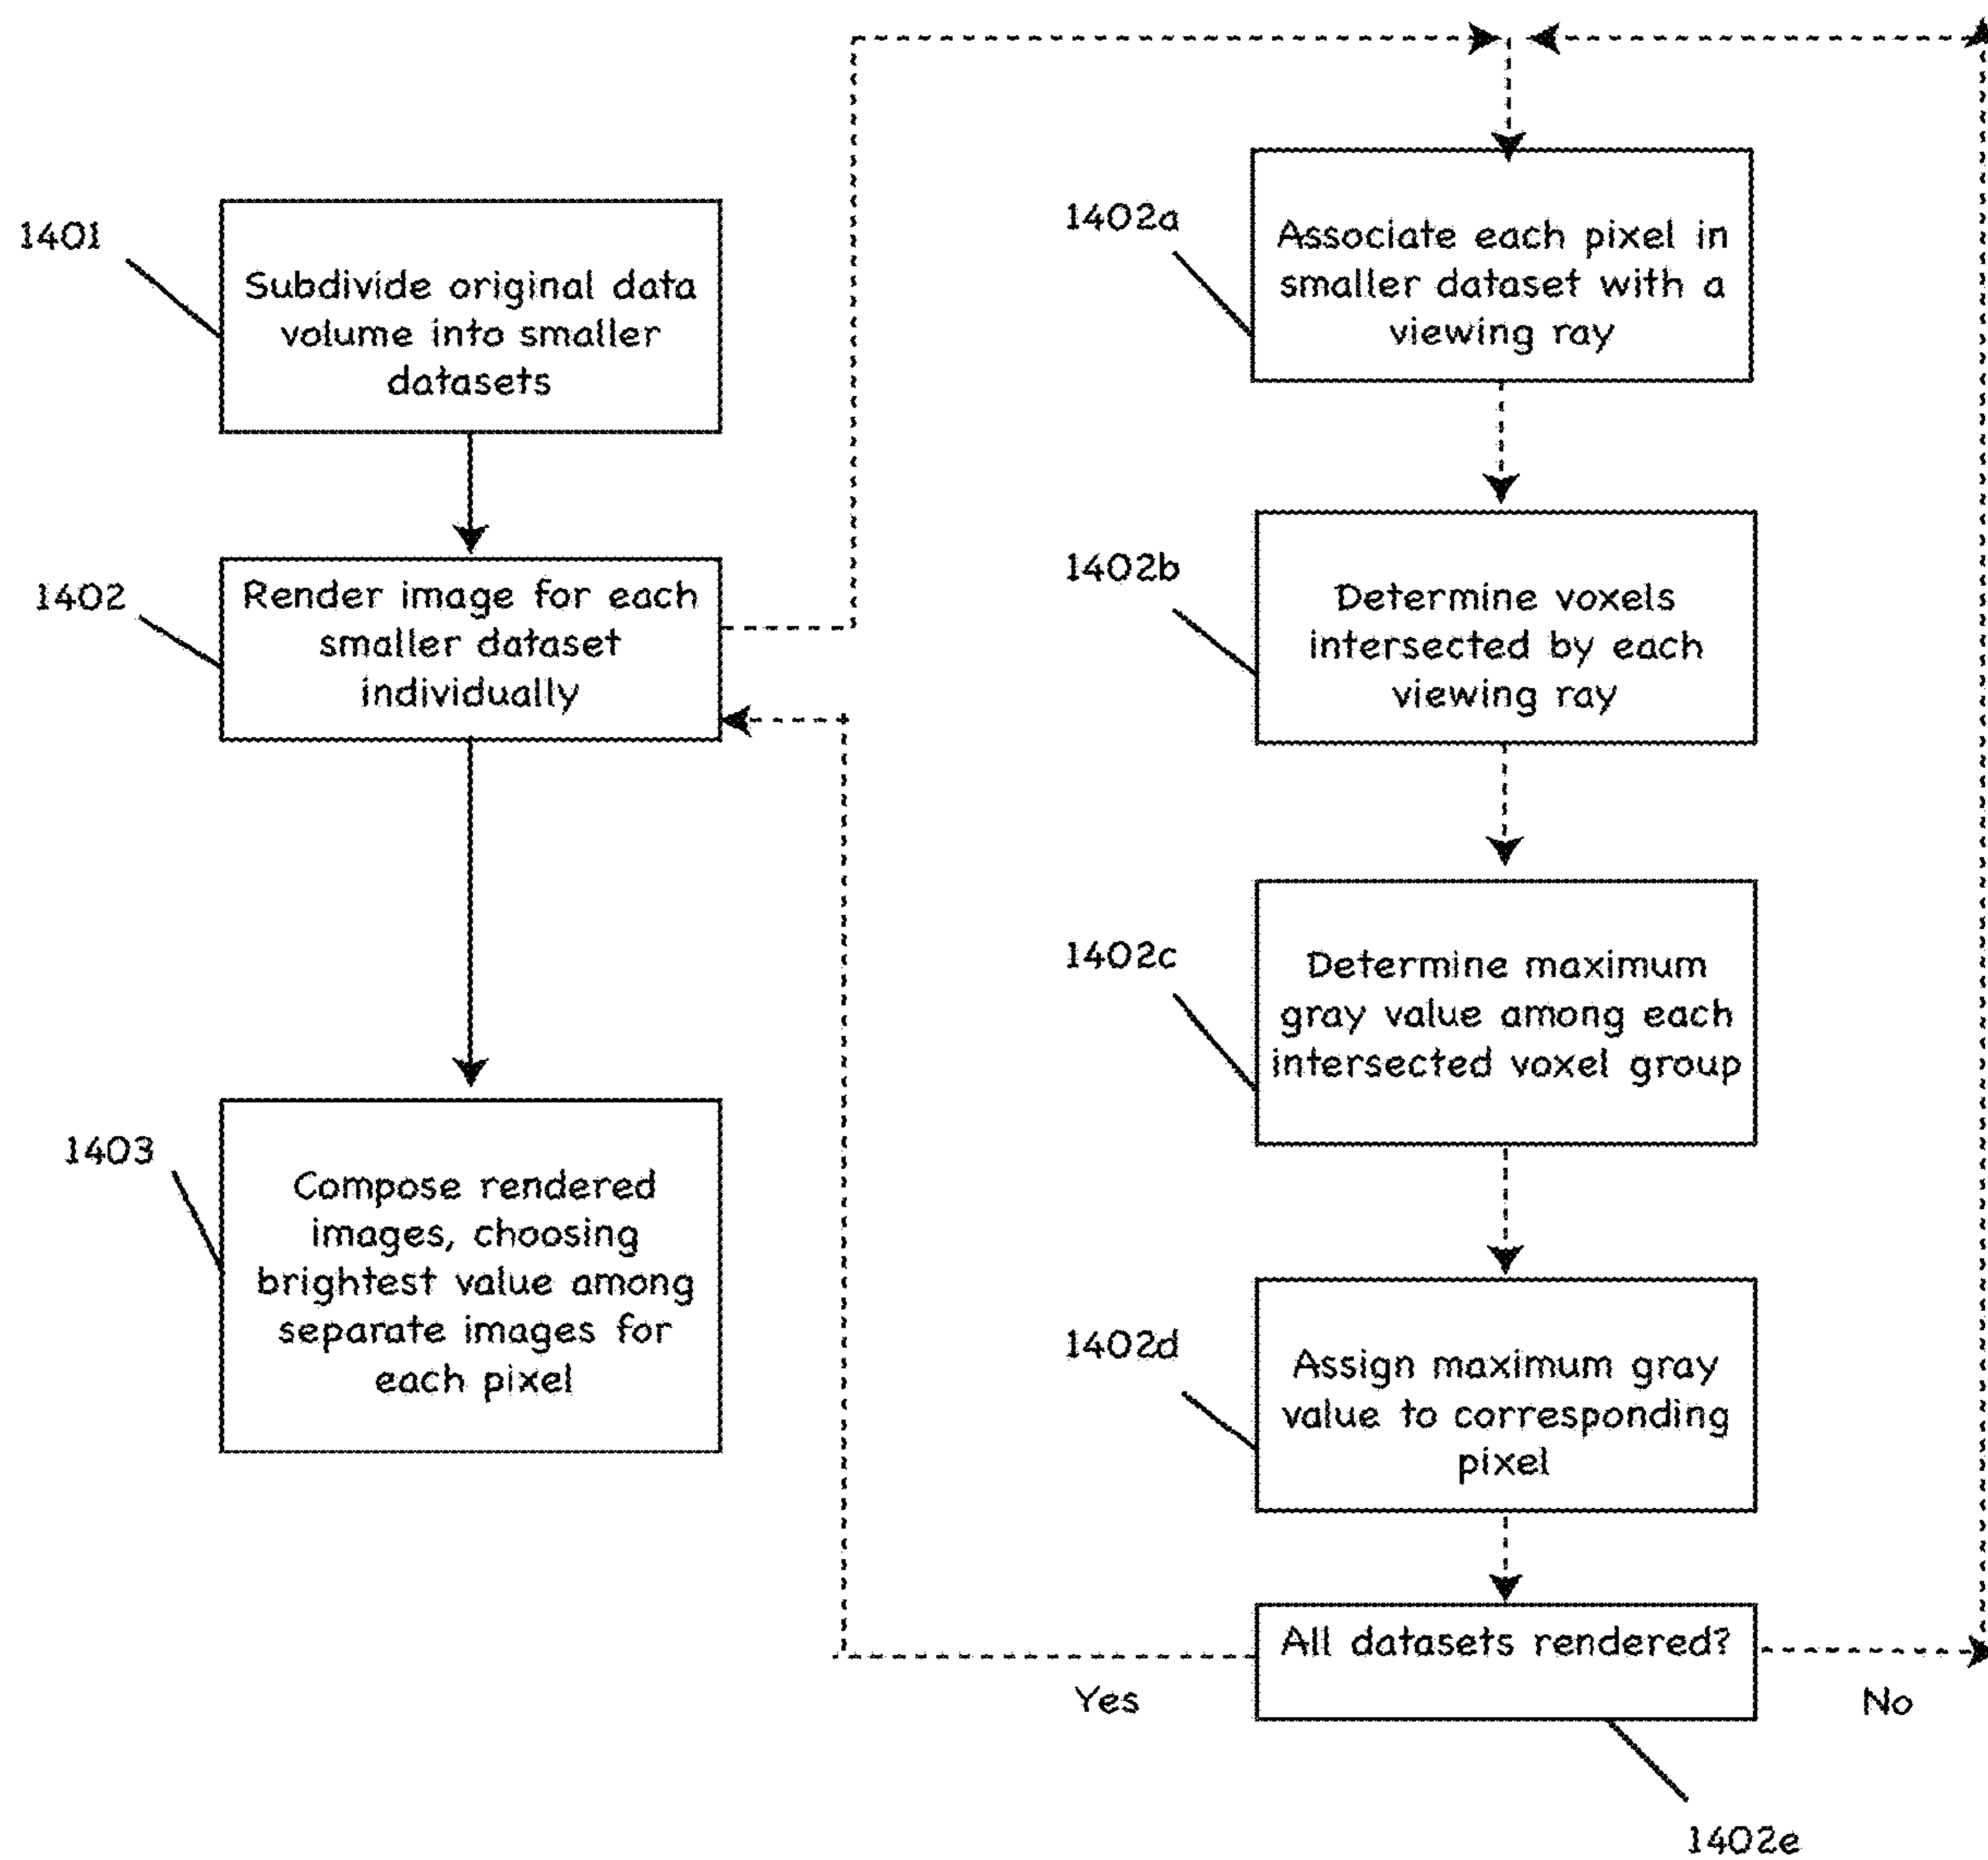 1401
Subdivide original data
volume into smaller
datasets
1402
Render image for each
smaller dataset
individually
1403
Compose rendered
images, choosing
brightest value among
separate images for
each pixel
1402a
Associate each pixel in
smaller dataset with a
viewing ray
1402b
Determine voxels
intersected by each
viewing ray
1402c
Determine maximum
gray value among each
intersected voxel group
1402d
Assign maximum gray
value to corresponding
pixel
All datasets rendered?
Yes
No
1402e